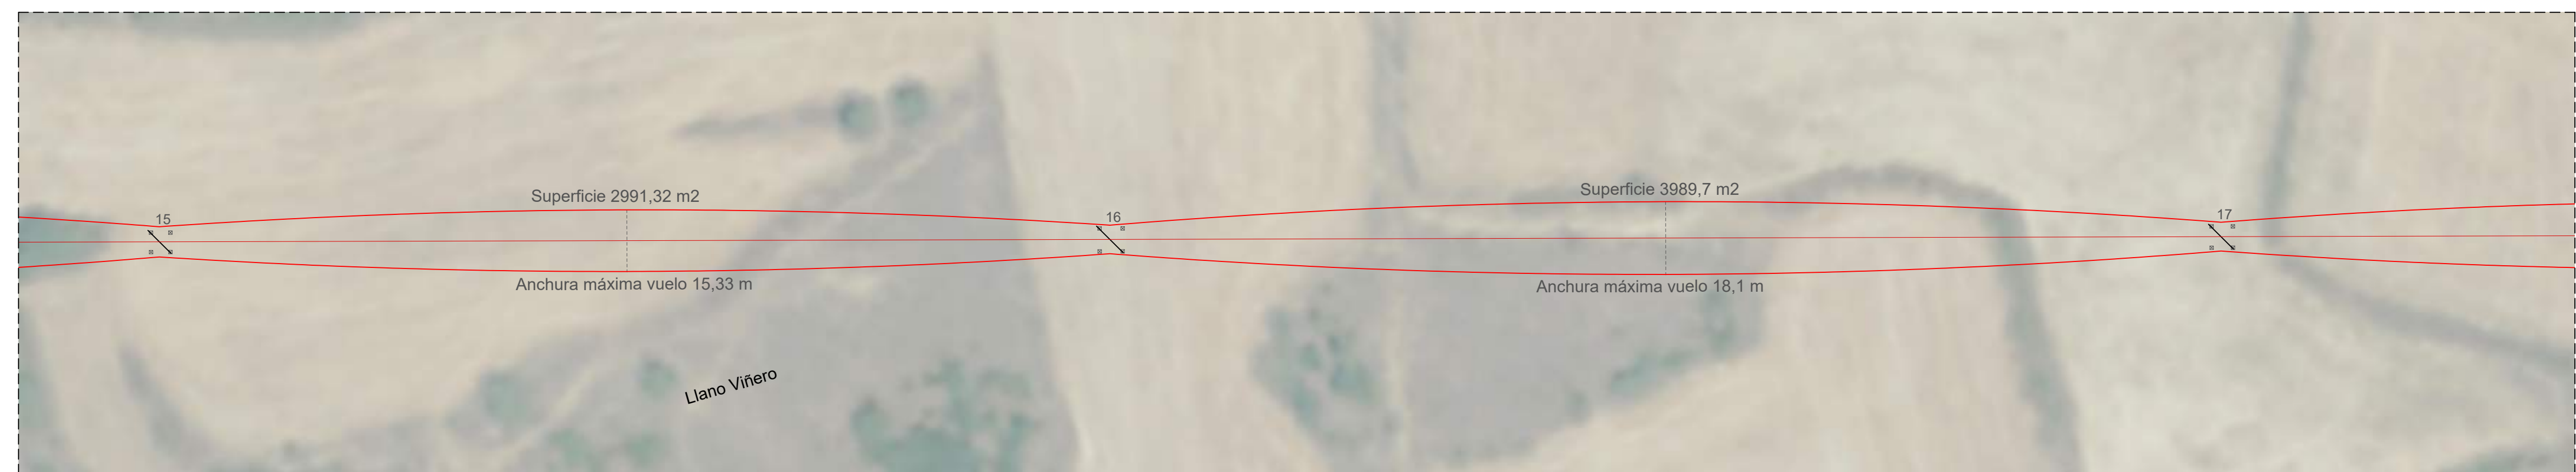 Superficie 2991,32 m2
Superficie 3989,7 m2
15
16
17
Anchura máxima vuelo 15,33 m
Anchura máxima vuelo 18,1 m
Llano Viñero